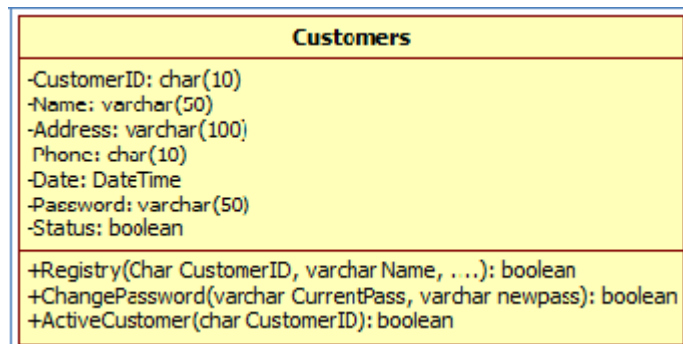 Customers
-CustomerID: char(10)
-Name: varchar(50)
-Address: varchar(100)
Phone: char(10)
-Date: DateTime
-Password: varchar(50)
-Status: boolean
+Registry(Char CustomerID, varchar Name, ....): boolean
+ChangePassword(varchar CurrentPass, varchar newpass): boolean
+ActiveCustomer(char CustomerID): boolean